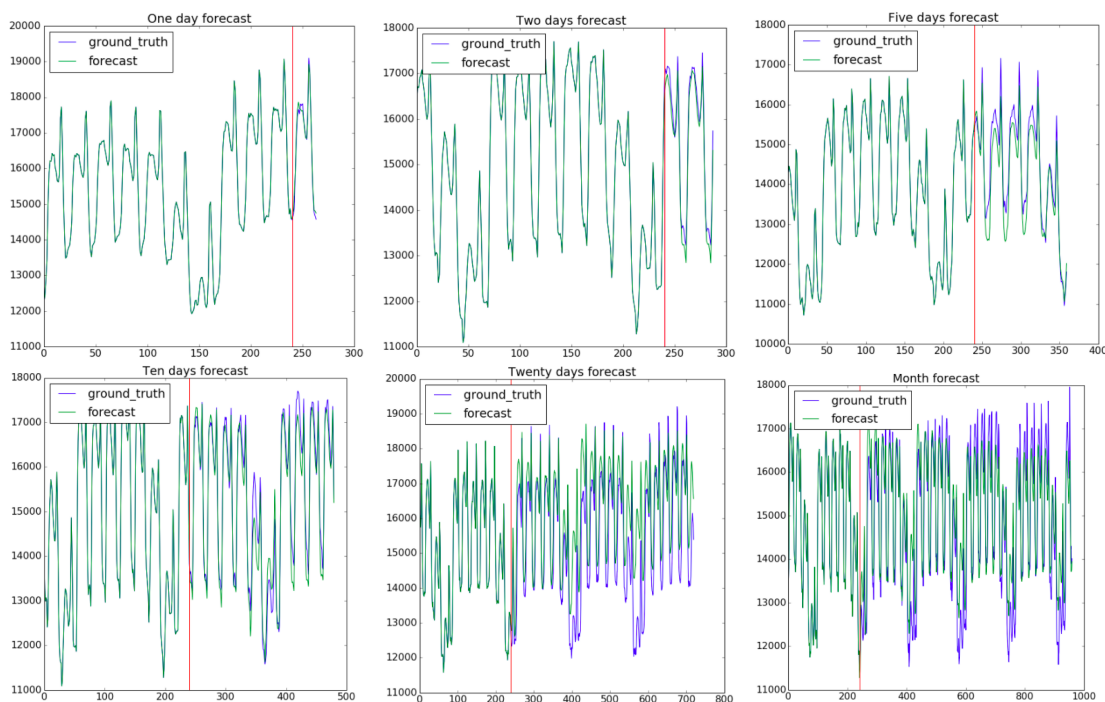 One day forecast
20000
19000
18000
17000
16000
15000
14000
13000
12000
11000
0 50 100 150 200 250 300
ground_truth
forecast
Two days forecast
18000
17000
16000
15000
14000
13000
12000
11000
0 50 100 150 200 250 300
ground_truth
forecast
Five days forecast
18000
17000
16000
15000
14000
13000
12000
11000
10000
0 50 100 150 200 250 300 350 400
ground_truth
forecast
Ten days forecast
18000
17000
16000
15000
14000
13000
12000
11000
0 100 200 300 400 500
ground_truth
forecast
Twenty days forecast
20000
19000
18000
17000
16000
15000
14000
13000
12000
11000
0 100 200 300 400 500 600 700 800
ground_truth
forecast
Month forecast
18000
17000
16000
15000
14000
13000
12000
11000
0 200 400 600 800 1000
ground_truth
forecast